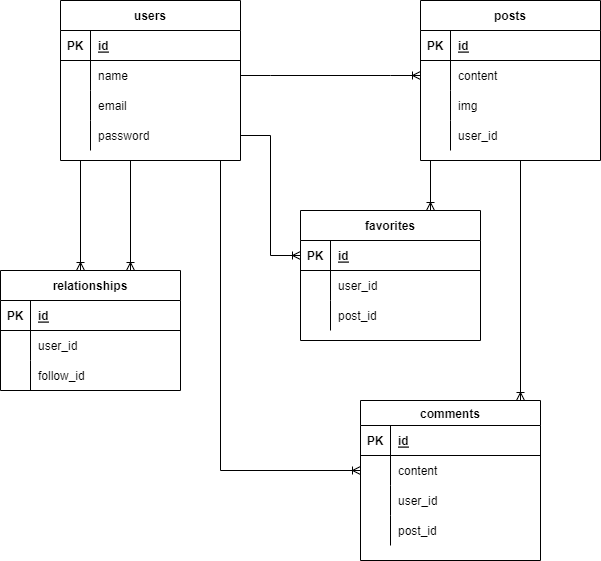 users
PK id
name
email
password
posts
PK id
content
img
user_id
favorites
PK id
user_id
post_id
relationships
PK id
user_id
follow_id
comments
PK id
content
user_id
post_id